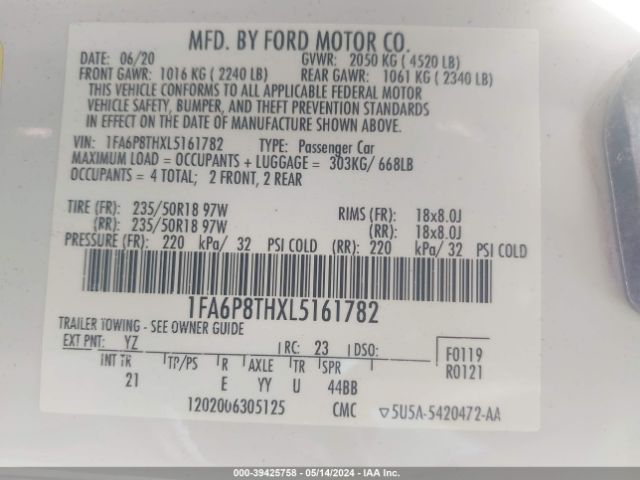 MFD. BY FORD MOTOR CO.
DATE: 06/20 GVWR: 2050 KG ( 4520 LB)
FRONT GAWR: 1016 KG ( 2240 LB) REAR GAWR: 1061 KG ( 2340 LB)
THIS VEHICLE CONFORMS TO ALL APPLICABLE FEDERAL MOTOR
VEHICLE SAFETY, BUMPER, AND THEFT PREVENTION STANDARDS
IN EFFECT ON THE DATE OF MANUFACTURE SHOWN ABOVE.
VIN: 1FA6P8THXL5161782 TYPE: Passenger Car
MAXIMUM LOAD = OCCUPANTS + LUGGAGE = 303KG/ 668LB
OCCUPANTS = 4 TOTAL; 2 FRONT, 2 REAR
TIRE (FR): 235/50R18 97W RIMS (FR): 18x8.0J
(RR): 235/50R18 97W (RR): 18x8.0J
PRESSURE (FR): 220 kPa/ 32 PSI COLD (RR): 220 kPa/ 32 PSI COLD
1FA6P8THXL5161782
TRAILER TOWING - SEE OWNER GUIDE
EXT PNT: YZ RC: 23 DSO: F0119
INT TR TP/PS R AXLE TR SPR R0121
21 E YY U 44BB
1202006305125 CMC ▽5U5A-5420472-AA
000-39425758 - 05/14/2024 - IAAI.COM